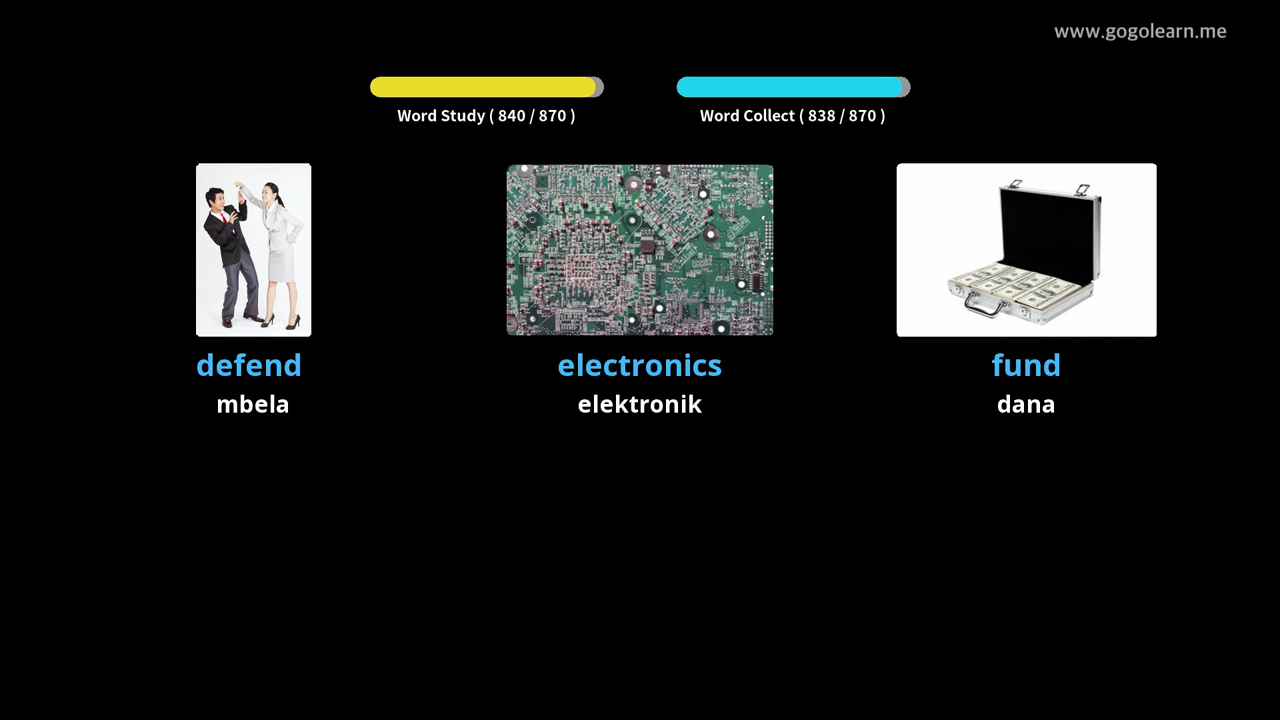 www.gogolearn.me
Word Study ( 840 / 870 )
Word Collect ( 838 / 870 )
defend
mbela
electronics
elektronik
fund
dana